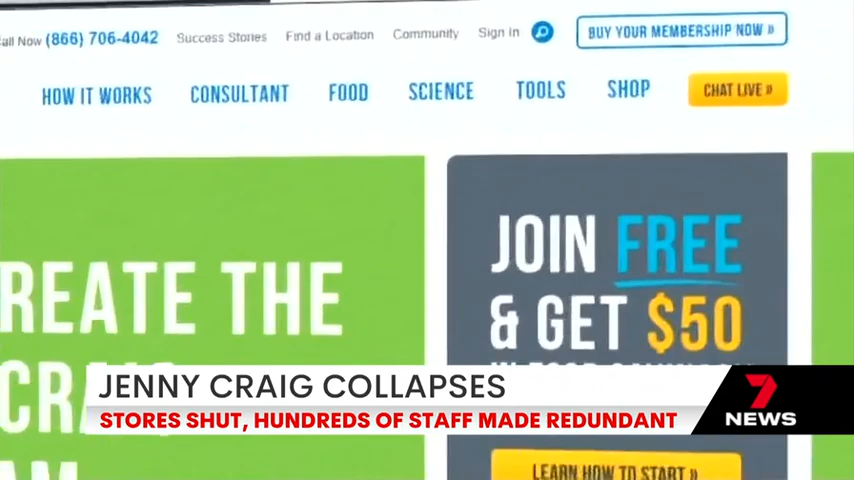 all Now (866) 706-4042 Success Stories Find a Location Community Sign In BUY YOUR MEMBERSHIP NOW »
HOW IT WORKS CONSULTANT FOOD SCIENCE TOOLS SHOP CHAT LIVE »
REATE THE
CR
AM
JOIN FREE
& GET $50
LEARN HOW TO START »
JENNY CRAIG COLLAPSES
STORES SHUT, HUNDREDS OF STAFF MADE REDUNDANT
7
NEWS